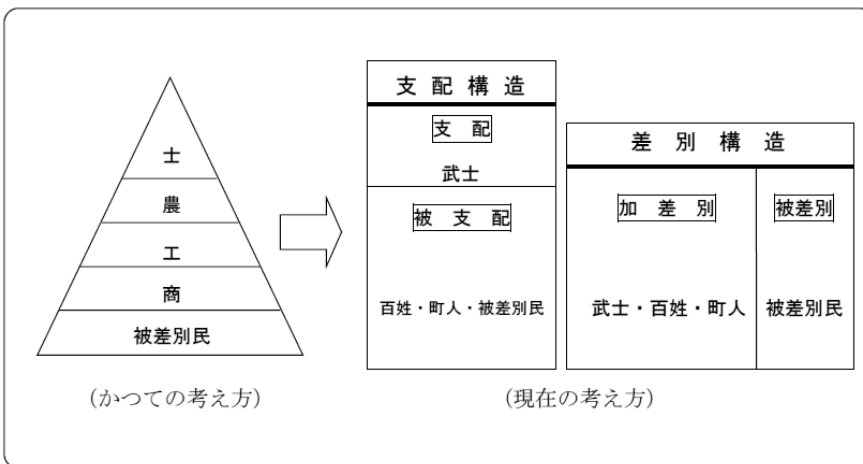 士
農
工
商
被差別民
(かつての考え方)
支配構造
支配
武士
被支配
百姓・町人・被差別民
差別構造
加差別
武士・百姓・町人
被差別
被差別民
(現在の考え方)